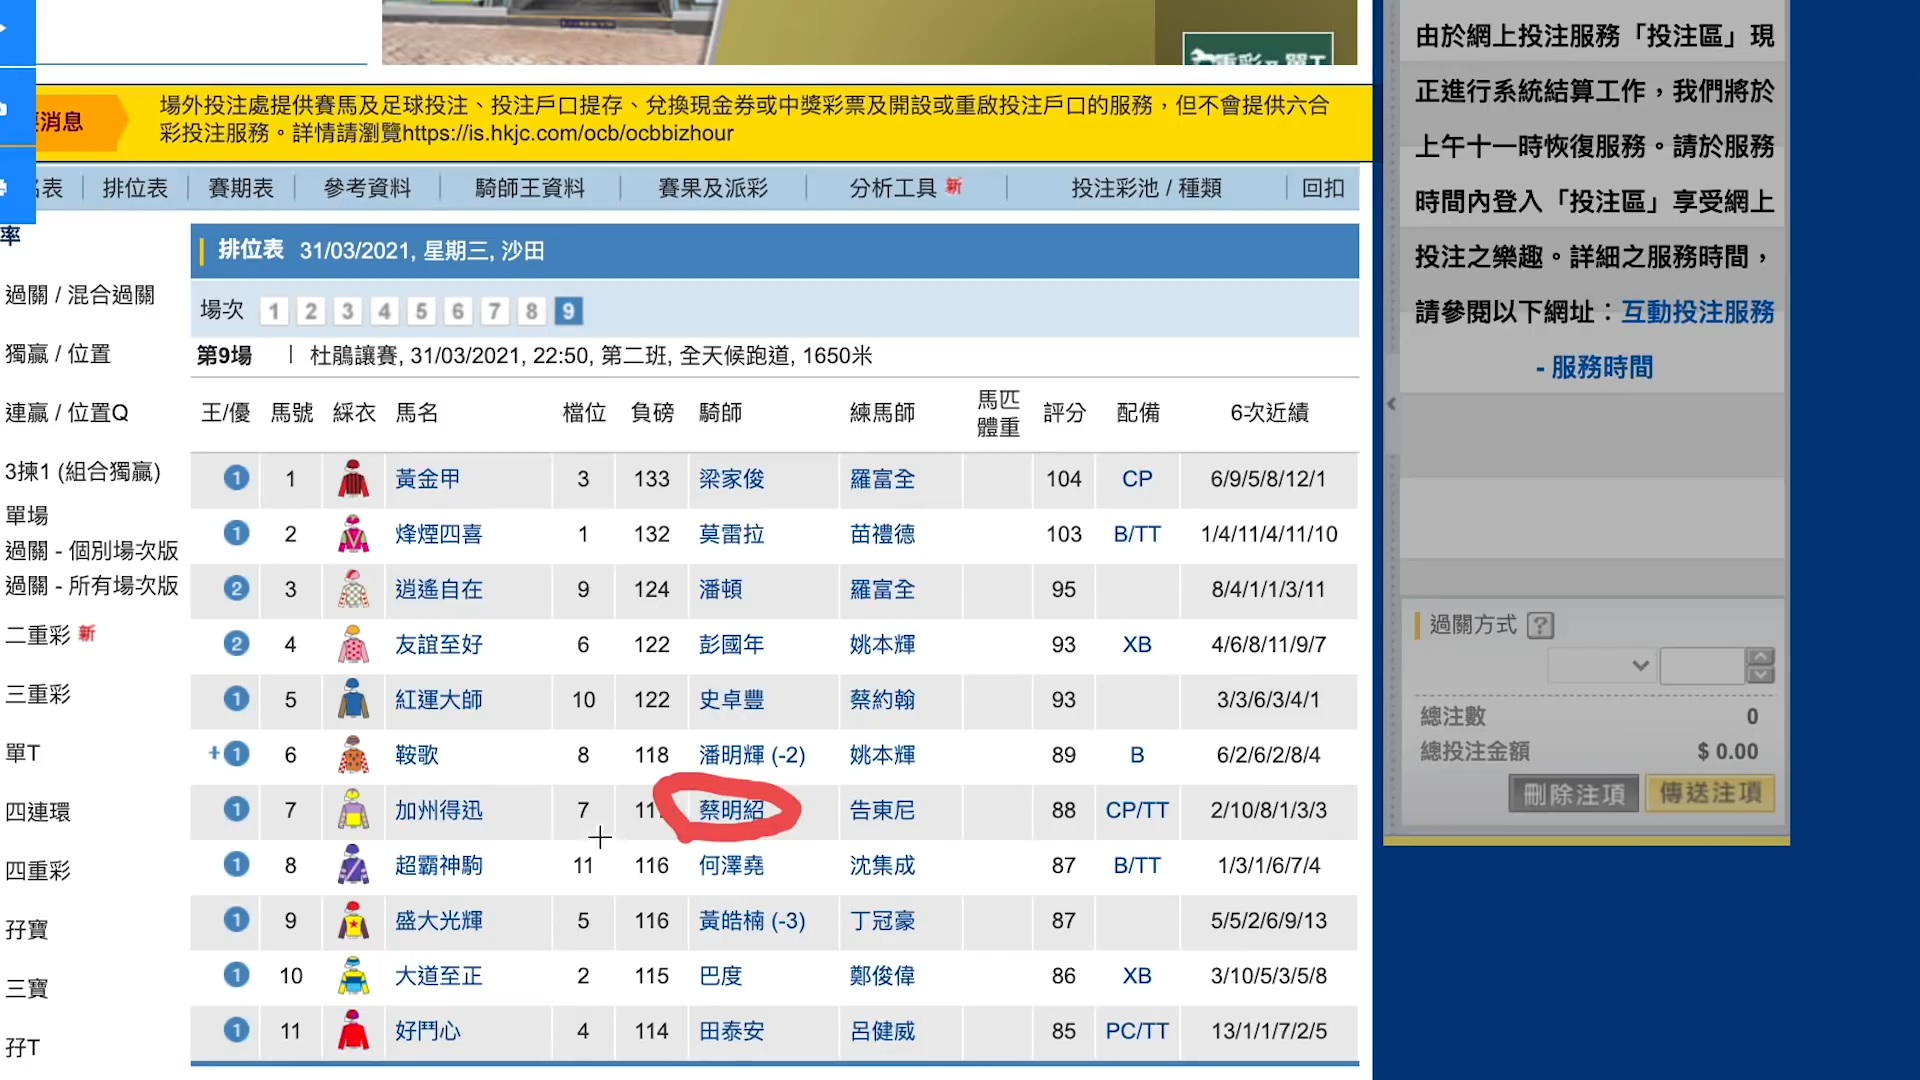 二重彩及單T
要消息
場外投注處提供賽馬及足球投注、投注戶口提存、兌換現金券或中獎彩票及開設或重啟投注戶口的服務，但不會提供六合
彩投注服務。詳情請瀏覽https://is.hkjc.com/ocb/ocbbizhour
名表 排位表 賽期表 參考資料 騎師王資料 賽果及派彩 分析工具 新 投注彩池 / 種類 回扣
率
過關 / 混合過關
獨贏 / 位置
連贏 / 位置Q
3揀1 (組合獨贏)
單場
過關 - 個別場次版
過關 - 所有場次版
二重彩 新
三重彩
單T
四連環
四重彩
孖寶
三寶
孖T
排位表 31/03/2021, 星期三, 沙田
場次 1 2 3 4 5 6 7 8 9
第9場 | 杜鵑讓賽, 31/03/2021, 22:50, 第二班, 全天候跑道, 1650米
王/優 馬號 綵衣 馬名 檔位 負磅 騎師 練馬師 馬匹體重 評分 配備 6次近績
1 1 黃金甲 3 133 梁家俊 羅富全 104 CP 6/9/5/8/12/1
1 2 烽煙四喜 1 132 莫雷拉 苗禮德 103 B/TT 1/4/11/4/11/10
2 3 逍遙自在 9 124 潘頓 羅富全 95 8/4/1/1/3/11
2 4 友誼至好 6 122 彭國年 姚本輝 93 XB 4/6/8/11/9/7
1 5 紅運大師 10 122 史卓豐 蔡約翰 93 3/3/6/3/4/1
+1 6 鞍歌 8 118 潘明輝 (-2) 姚本輝 89 B 6/2/6/2/8/4
1 7 加州得迅 7 11 蔡明紹 告東尼 88 CP/TT 2/10/8/1/3/3
1 8 超霸神駒 11 116 何澤堯 沈集成 87 B/TT 1/3/1/6/7/4
1 9 盛大光輝 5 116 黃皓楠 (-3) 丁冠豪 87 5/5/2/6/9/13
1 10 大道至正 2 115 巴度 鄭俊偉 86 XB 3/10/5/3/5/8
1 11 好鬥心 4 114 田泰安 呂健威 85 PC/TT 13/1/1/7/2/5
由於網上投注服務「投注區」現
正進行系統結算工作，我們將於
上午十一時恢復服務。請於服務
時間內登入「投注區」享受網上
投注之樂趣。詳細之服務時間，
請參閱以下網址：互動投注服務
- 服務時間
過關方式 ?
總注數 0
總投注金額 $ 0.00
刪除注項 傳送注項